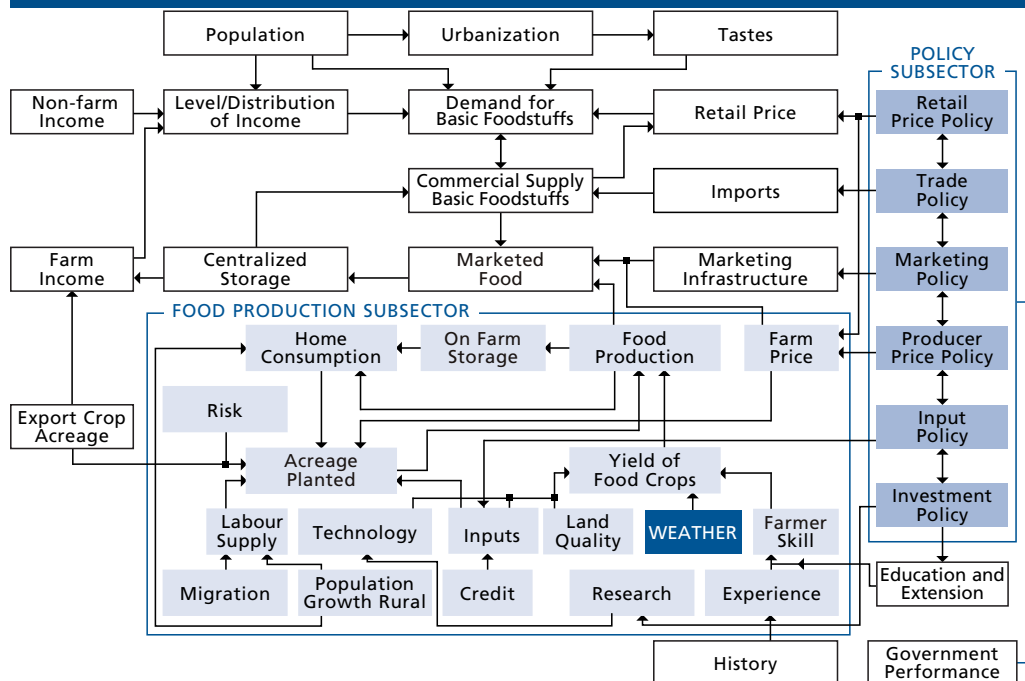 Population
Urbanization
Tastes
POLICY
SUBSECTOR
Non-farm
Income
Level/Distribution
of Income
Demand for
Basic Foodstuffs
Retail Price
Retail
Price Policy
Commercial Supply
Basic Foodstuffs
Imports
Trade
Policy
Farm
Income
Centralized
Storage
Marketed
Food
Marketing
Infrastructure
Marketing
Policy
FOOD PRODUCTION SUBSECTOR
Home
Consumption
On Farm
Storage
Food
Production
Farm
Price
Producer
Price Policy
Export Crop
Acreage
Risk
Input
Policy
Acreage
Planted
Yield of
Food Crops
Investment
Policy
Labour
Supply
Technology
Inputs
Land
Quality
WEATHER
Farmer
Skill
Migration
Population
Growth Rural
Credit
Research
Experience
Education and
Extension
History
Government
Performance